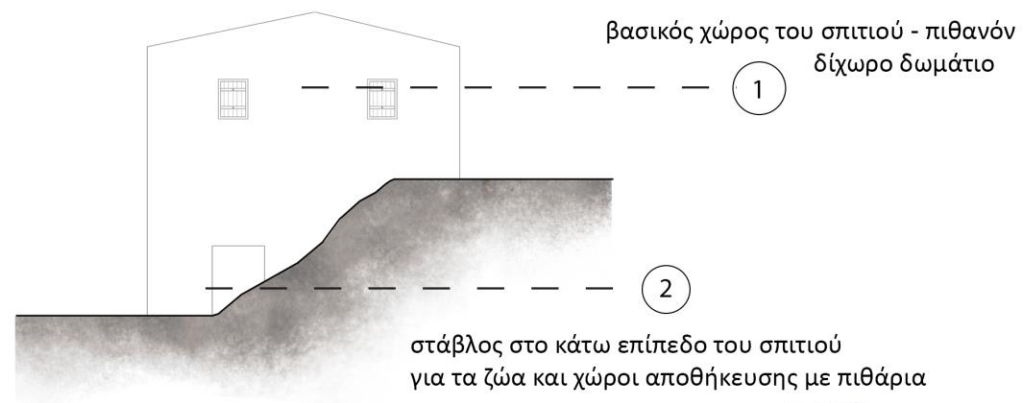 βασικός χώρος του σπιτιού - πιθανόν
δίχωρο δωμάτιο
1
2
στάβλος στο κάτω επίπεδο του σπιτιού
για τα ζώα και χώροι αποθήκευσης με πιθάρια